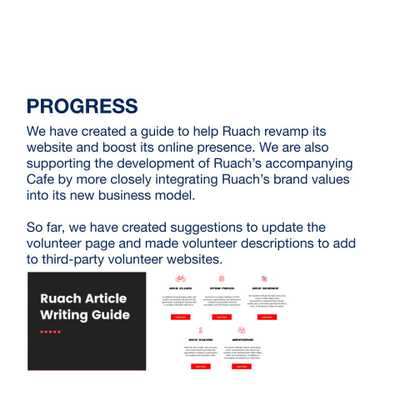 PROGRESS
We have created a guide to help Ruach revamp its
website and boost its online presence. We are also
supporting the development of Ruach's accompanying
Cafe by more closely integrating Ruach's brand values
into its new business model.
So far, we have created suggestions to update the
volunteer page and made volunteer descriptions to add
to third-party volunteer websites.
Ruach Article
Writing Guide